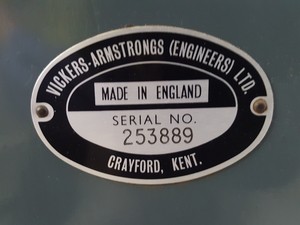 VICKERS-ARMSTRONGS (ENGINEERS) LTD.
MADE IN ENGLAND
SERIAL NO.
253889
CRAYFORD, KENT.